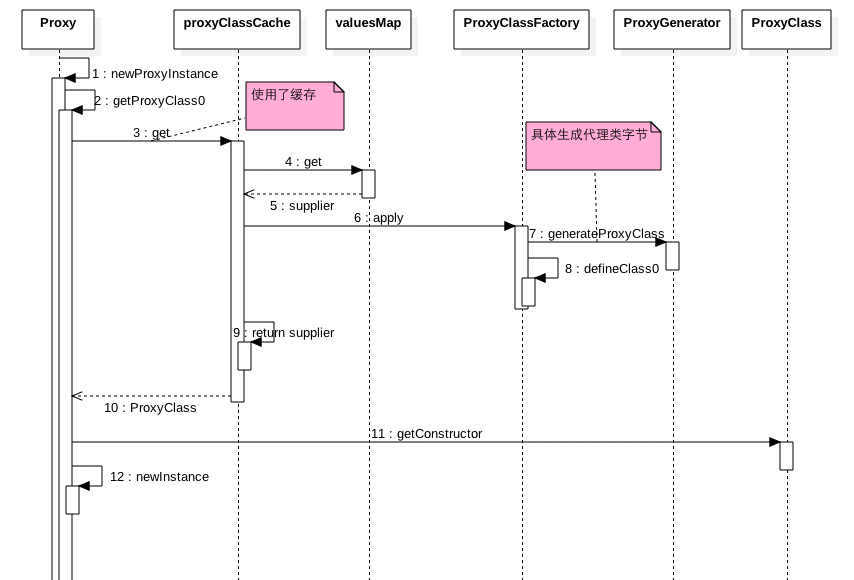 Proxy
proxyClassCache
valuesMap
ProxyClassFactory
ProxyGenerator
ProxyClass
1 : newProxyInstance
2 : getProxyClass0
使用了缓存
3 : get
具体生成代理类字节
4 : get
5 : supplier
6 : apply
7 : generateProxyClass
8 : defineClass0
9 : return supplier
10 : ProxyClass
11 : getConstructor
12 : newInstance